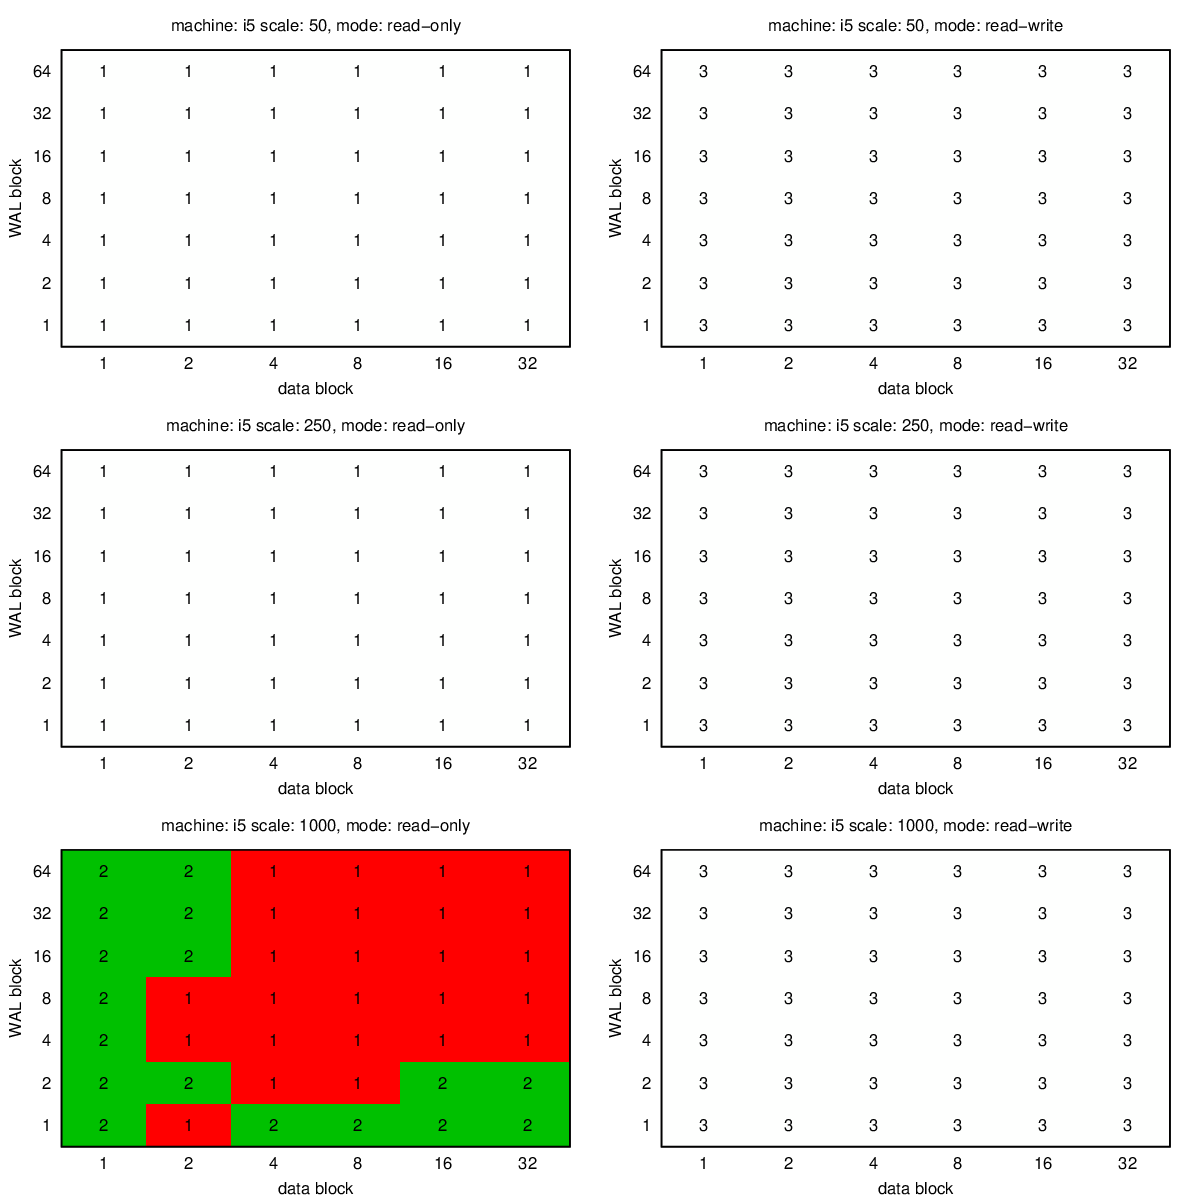 machine: i5 scale: 50, mode: read−only
64 1 1 1 1 1 1
32 1 1 1 1 1 1
16 1 1 1 1 1 1
8 1 1 1 1 1 1
4 1 1 1 1 1 1
2 1 1 1 1 1 1
1 1 1 1 1 1 1
WAL block
1 2 4 8 16 32
data block
machine: i5 scale: 50, mode: read−write
64 3 3 3 3 3 3
32 3 3 3 3 3 3
16 3 3 3 3 3 3
8 3 3 3 3 3 3
4 3 3 3 3 3 3
2 3 3 3 3 3 3
1 3 3 3 3 3 3
WAL block
1 2 4 8 16 32
data block
machine: i5 scale: 250, mode: read−only
64 1 1 1 1 1 1
32 1 1 1 1 1 1
16 1 1 1 1 1 1
8 1 1 1 1 1 1
4 1 1 1 1 1 1
2 1 1 1 1 1 1
1 1 1 1 1 1 1
WAL block
1 2 4 8 16 32
data block
machine: i5 scale: 250, mode: read−write
64 3 3 3 3 3 3
32 3 3 3 3 3 3
16 3 3 3 3 3 3
8 3 3 3 3 3 3
4 3 3 3 3 3 3
2 3 3 3 3 3 3
1 3 3 3 3 3 3
WAL block
1 2 4 8 16 32
data block
machine: i5 scale: 1000, mode: read−only
64 2 2 1 1 1 1
32 2 2 1 1 1 1
16 2 2 1 1 1 1
8 2 1 1 1 1 1
4 2 1 1 1 1 1
2 2 2 1 1 2 2
1 2 1 2 2 2 2
WAL block
1 2 4 8 16 32
data block
machine: i5 scale: 1000, mode: read−write
64 3 3 3 3 3 3
32 3 3 3 3 3 3
16 3 3 3 3 3 3
8 3 3 3 3 3 3
4 3 3 3 3 3 3
2 3 3 3 3 3 3
1 3 3 3 3 3 3
WAL block
1 2 4 8 16 32
data block